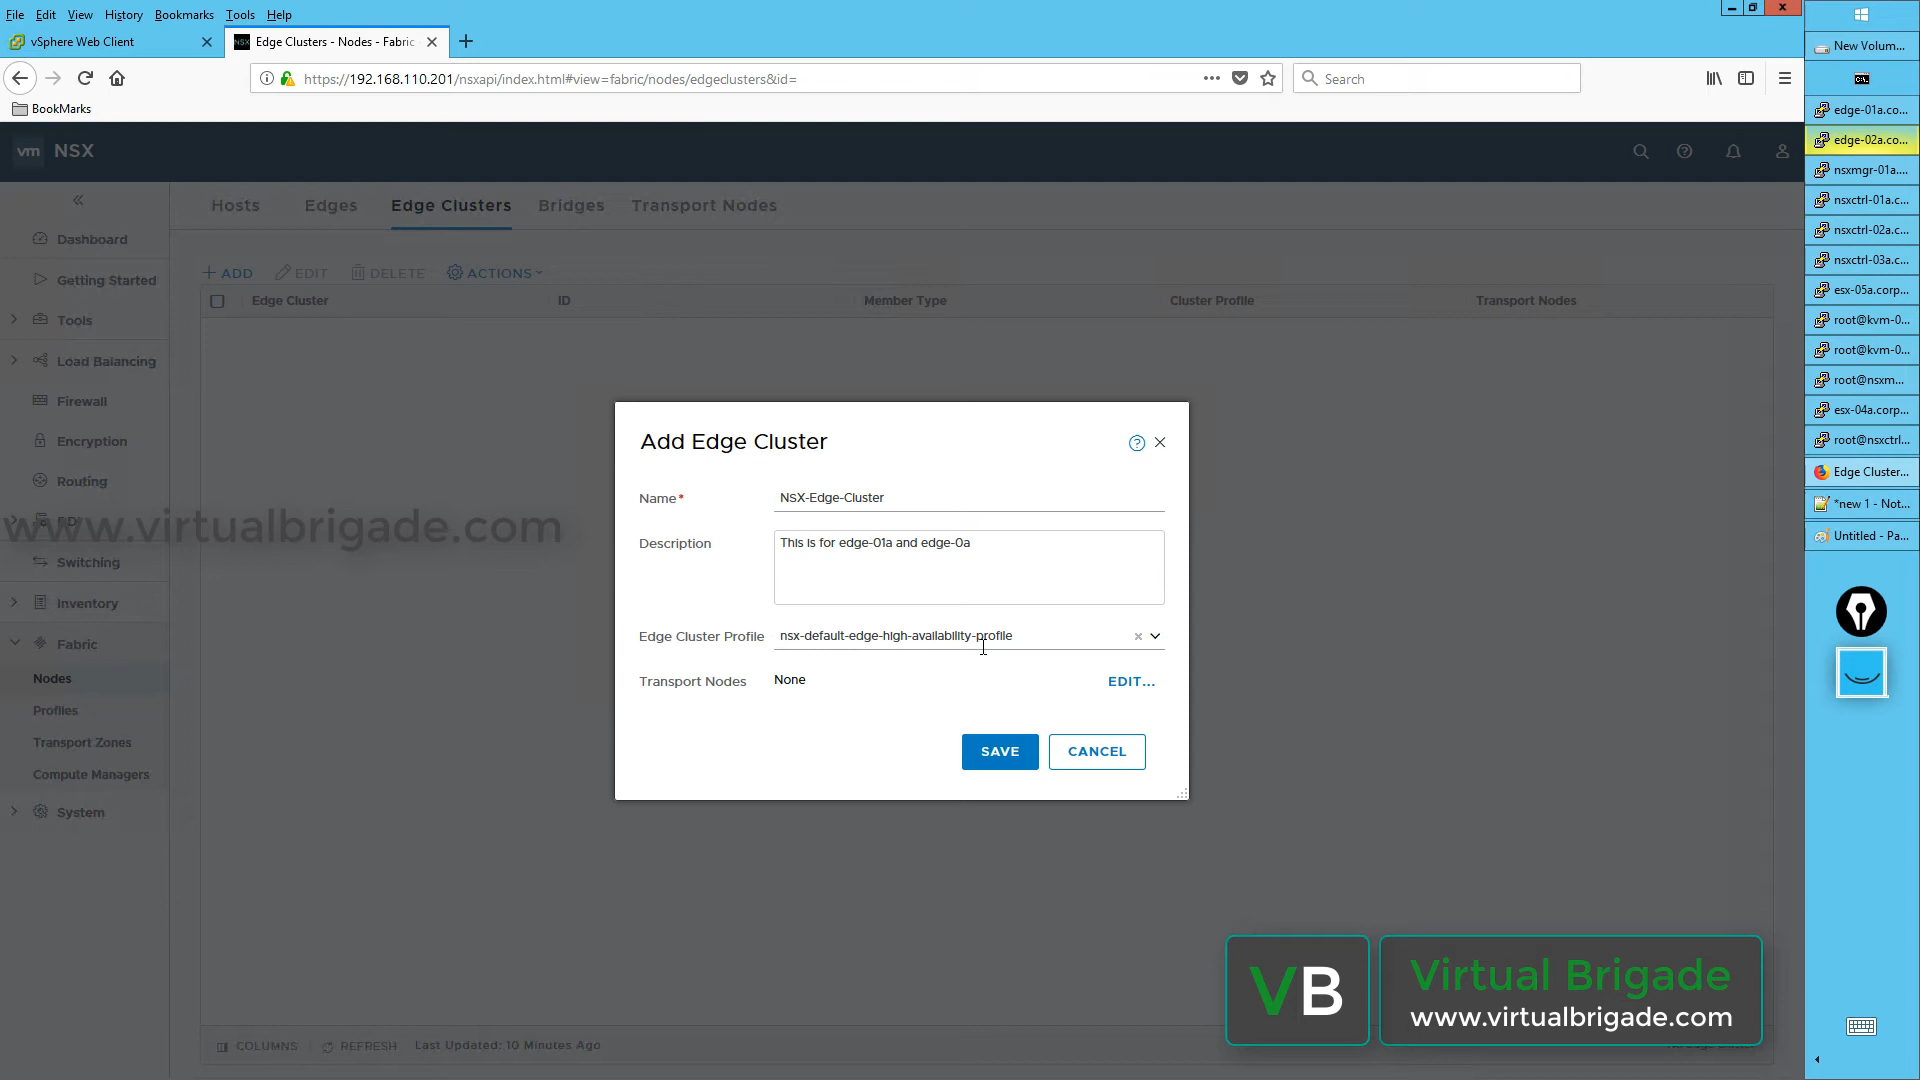 File Edit View History Bookmarks Tools Help
vSphere Web Client
NSX Edge Clusters - Nodes - Fabric
https://192.168.110.201/nsxapi/index.html#view=fabric/nodes/edgeclusters&id=
Search
BookMarks
vm NSX
Hosts Edges Edge Clusters Bridges Transport Nodes
ADD EDIT DELETE ACTIONS
Edge Cluster ID Member Type Cluster Profile Transport Nodes
Dashboard
Getting Started
Tools
Load Balancing
Firewall
Encryption
Routing
www.virtualbrigade.com
Switching
Inventory
Fabric
Nodes
Profiles
Transport Zones
Compute Managers
System
Add Edge Cluster
Name* NSX-Edge-Cluster
Description This is for edge-01a and edge-0a
Edge Cluster Profile nsx-default-edge-high-availability-profile
Transport Nodes None EDIT...
SAVE CANCEL
COLUMNS REFRESH Last Updated: 10 Minutes Ago
VB
Virtual Brigade
www.virtualbrigade.com
New Volum...
edge-01a.co...
edge-02a.co...
nsxmgr-01a....
nsxctrl-01a.c...
nsxctrl-02a.c...
nsxctrl-03a.c...
esx-05a.corp...
root@kvm-0...
root@kvm-0...
root@nsxm...
esx-04a.corp...
root@nsxctrl...
Edge Cluster...
*new 1 - Not...
Untitled - Pa...